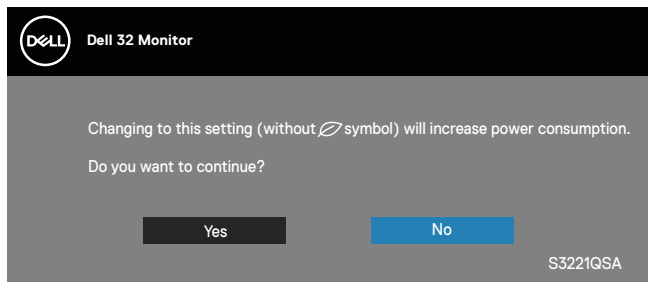 DELL
Dell 32 Monitor
Changing to this setting (without symbol) will increase power consumption.
Do you want to continue?
Yes No
S3221QSA